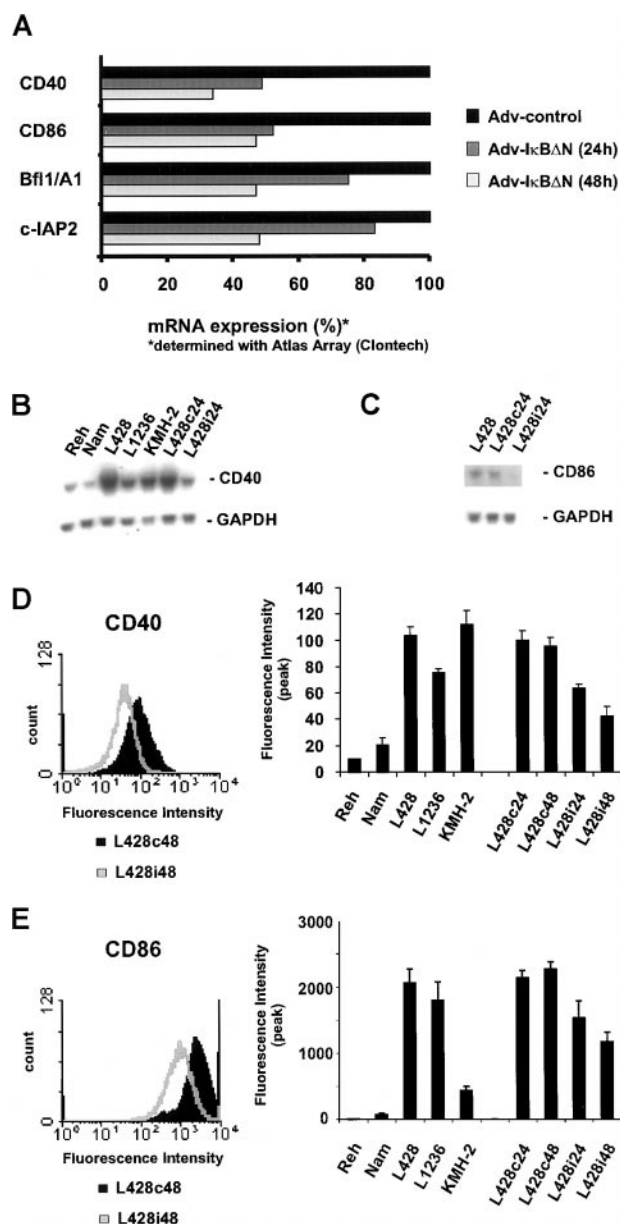 A
CD40
CD86
Bfl1/A1
c-IAP2
0 20 40 60 80 100
mRNA expression (%)*
*determined with Atlas Array (Clontech)
Adv-control
Adv-IκBΔN (24h)
Adv-IκBΔN (48h)
B
Reh Nam L428 L1236 KMH-2 L428c24 L428i24
- CD40
- GAPDH
C
L428 L428c24 L428i24
- CD86
- GAPDH
D
CD40
128
count
0
10⁰ 10¹ 10² 10³ 10⁴
Fluorescence Intensity
L428c48
L428i48
Fluorescence Intensity
(peak)
140
120
100
80
60
40
20
0
Reh Nam L428 L1236 KMH-2 L428c24 L428c48 L428i24 L428i48
E
CD86
128
count
0
10⁰ 10¹ 10² 10³ 10⁴
Fluorescence Intensity
L428c48
L428i48
Fluorescence Intensity
(peak)
3000
2000
1000
0
Reh Nam L428 L1236 KMH-2 L428c24 L428c48 L428i24 L428i48